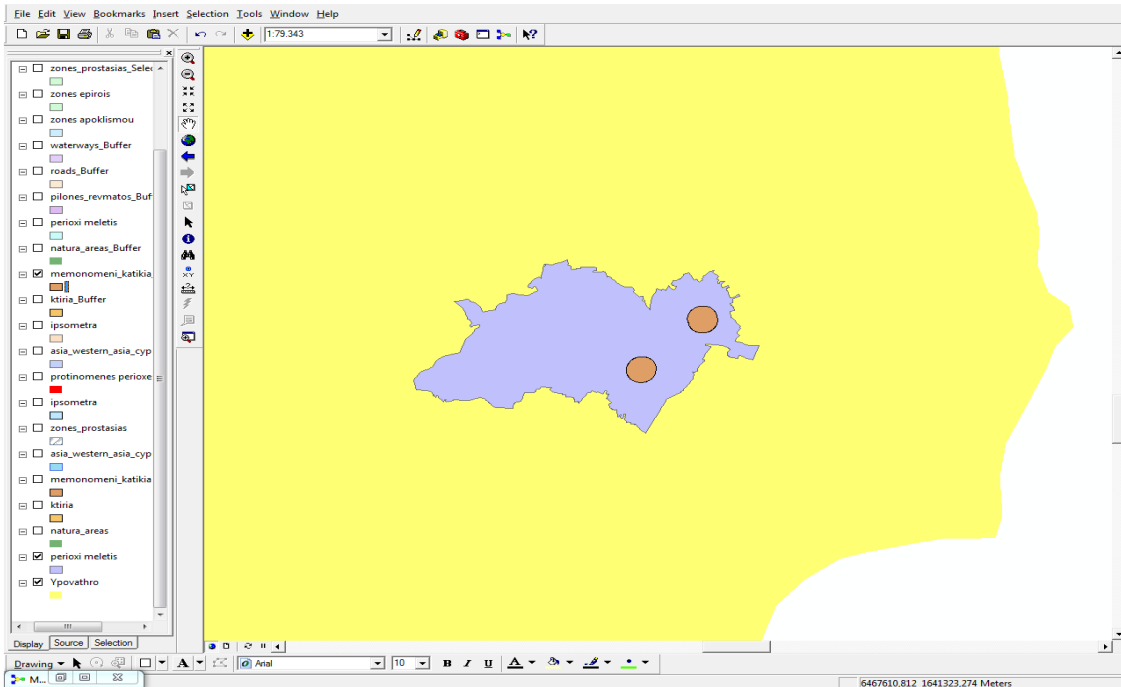 File Edit View Bookmarks Insert Selection Tools Window Help
1:79.343
zones_prostasias_Selec
zones epirois
zones apoklismou
waterways_Buffer
roads_Buffer
pilones_revmatos_Buf
perioxi meletis
natura_areas_Buffer
memonomeni_katikia_
ktiria_Buffer
ipsometra
asia_western_asia_cyp
protinomenes perioxe
ipsometra
zones_prostasias
asia_western_asia_cyp
memonomeni_katikia
ktiria
natura_areas
perioxi meletis
Ypovathro
Display Source Selection
Drawing A Arial 10 B I U A
M...
6467610.812 1641323.274 Meters